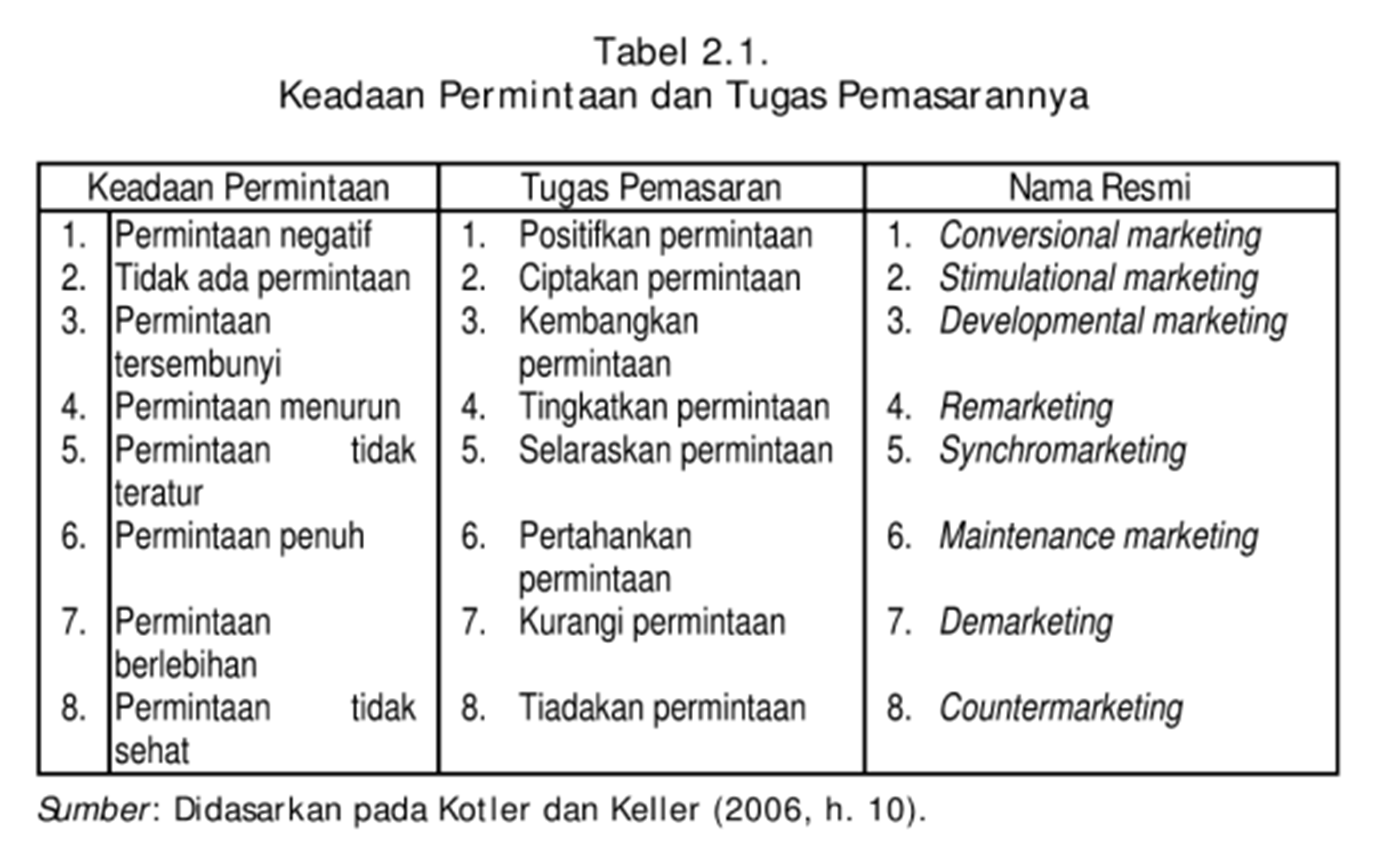 Tabel 2.1.
Keadaan Permintaan dan Tugas Pemasarannya
Keadaan Permintaan Tugas Pemasaran Nama Resmi
1. Permintaan negatif 1. Positifkan permintaan 1. Conversional marketing
2. Tidak ada permintaan 2. Ciptakan permintaan 2. Stimulational marketing
3. Permintaan 3. Kembangkan 3. Developmental marketing
tersembunyi permintaan
4. Permintaan menurun 4. Tingkatkan permintaan 4. Remarketing
5. Permintaan tidak 5. Selaraskan permintaan 5. Synchromarketing
teratur
6. Permintaan penuh 6. Pertahankan 6. Maintenance marketing
permintaan
7. Permintaan 7. Kurangi permintaan 7. Demarketing
berlebihan
8. Permintaan tidak 8. Tiadakan permintaan 8. Countermarketing
sehat
Sumber: Didasarkan pada Kotler dan Keller (2006, h. 10).